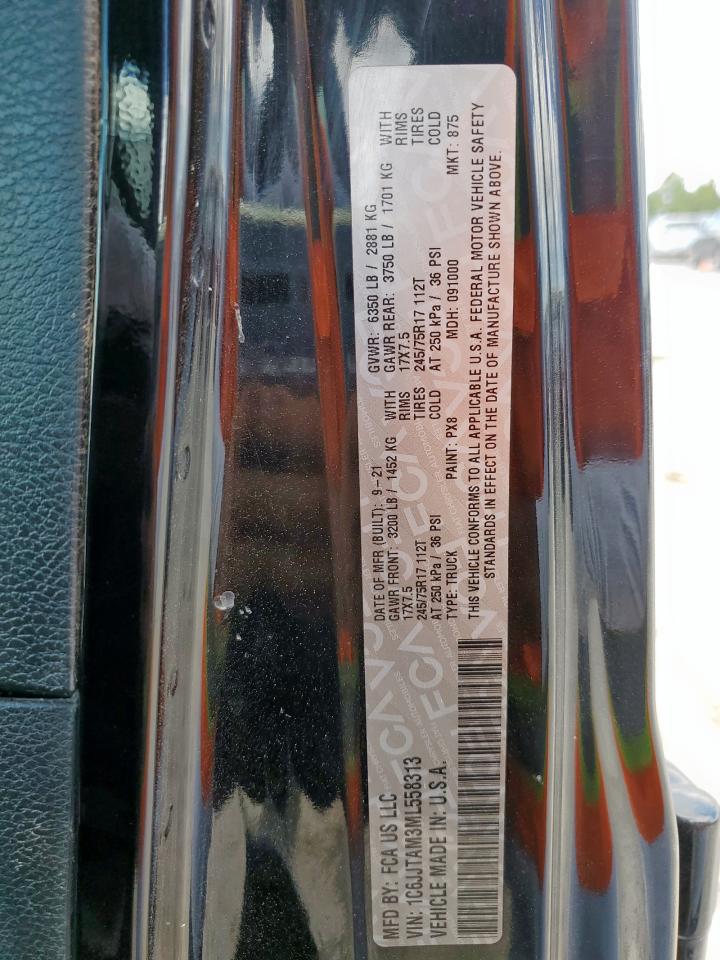 MFD BY: FCA US LLC
DATE OF MFR (BUILT): 9-21
GVWR: 6350 LB / 2881 KG
GAWR FRONT: 3200 LB / 1452 KG WITH
GAWR REAR: 3750 LB / 1701 KG WITH
17X7.5 RIMS
17X7.5 RIMS
245/75R17 112T TIRES
245/75R17 112T TIRES
AT 250 kPa / 36 PSI COLD
AT 250 kPa / 36 PSI COLD
VIN: 1C6JJTAM3ML558313
TYPE: TRUCK PAINT: PX8 MDH: 091000 MKT: 875
VEHICLE MADE IN: U.S.A.
THIS VEHICLE CONFORMS TO ALL APPLICABLE U.S.A. FEDERAL MOTOR VEHICLE SAFETY
STANDARDS IN EFFECT ON THE DATE OF MANUFACTURE SHOWN ABOVE.